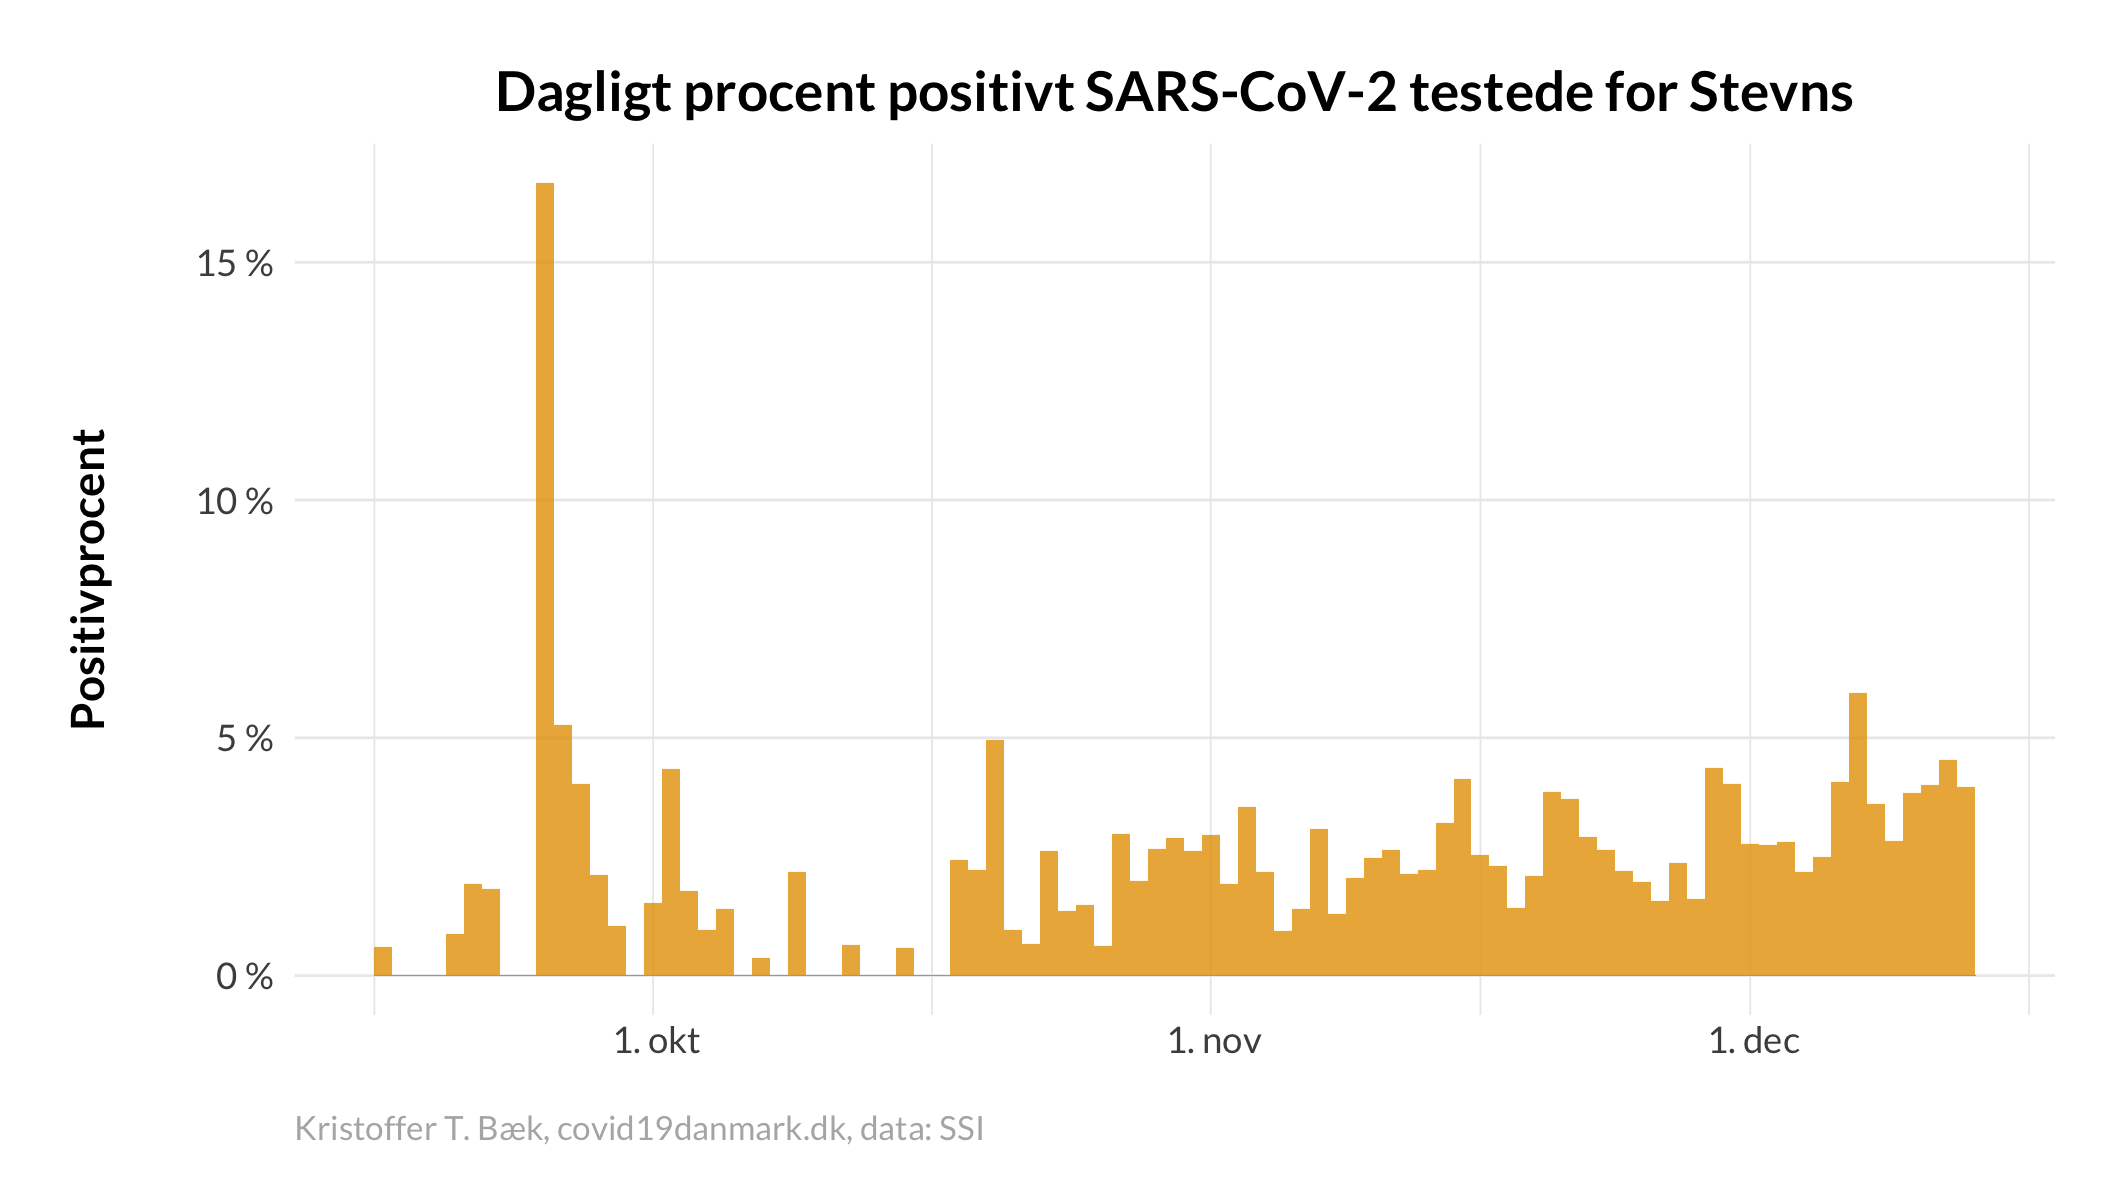 Dagligt procent positivt SARS-CoV-2 testede for Stevns
Positivprocent
15 %
10 %
5 %
0 %
1. okt
1. nov
1. dec
Kristoffer T. Bæk, covid19danmark.dk, data: SSI